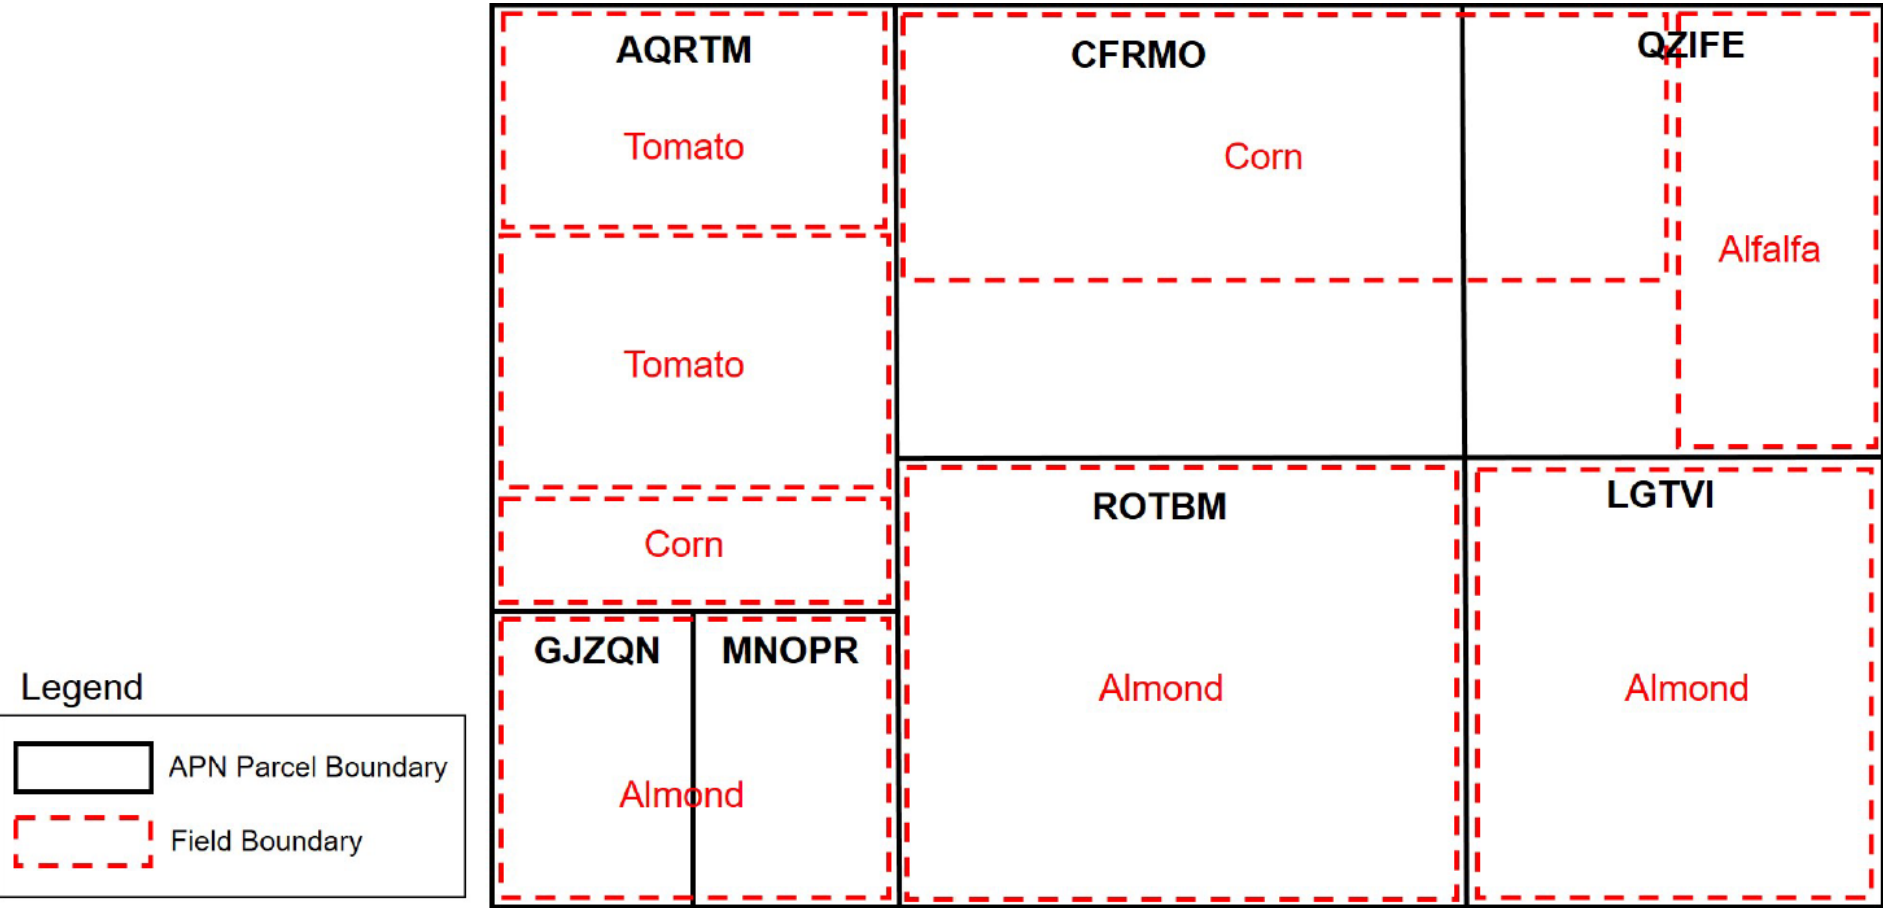 AQRTM
CFRMO
QZIFE
Tomato
Corn
Alfalfa
Tomato
ROTBM
LGTVI
Corn
GJZQN
MNOPR
Almond
Almond
Almond
Legend
APN Parcel Boundary
Field Boundary